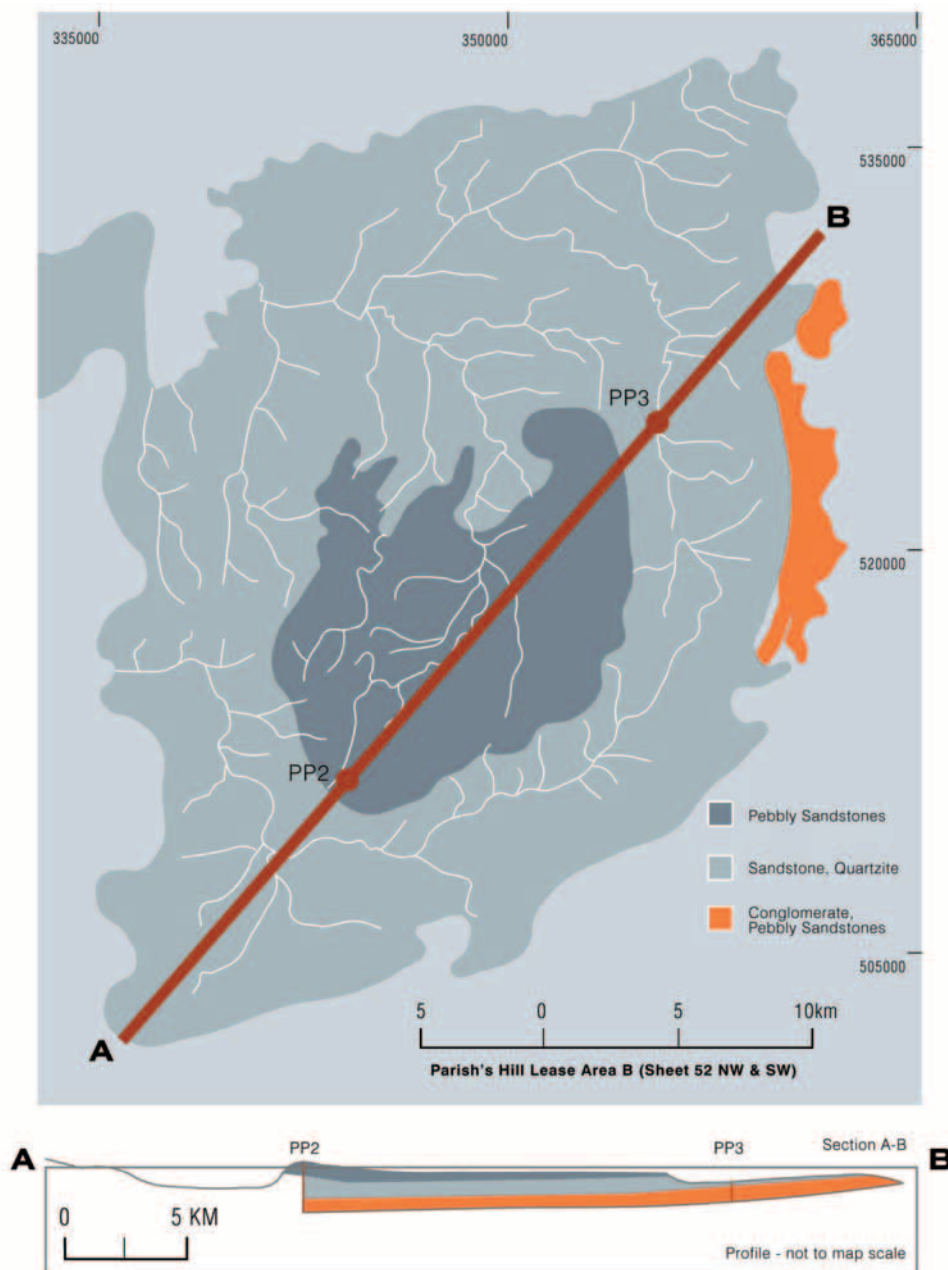 335000
350000
365000
535000
B
PP3
520000
PP2
Pebbly Sandstones
Sandstone, Quartzite
Conglomerate,
Pebbly Sandstones
505000
A
5 0 5 10km
Parish's Hill Lease Area B (Sheet 52 NW & SW)
A
PP2
PP3
Section A-B
B
0 5 KM
Profile - not to map scale